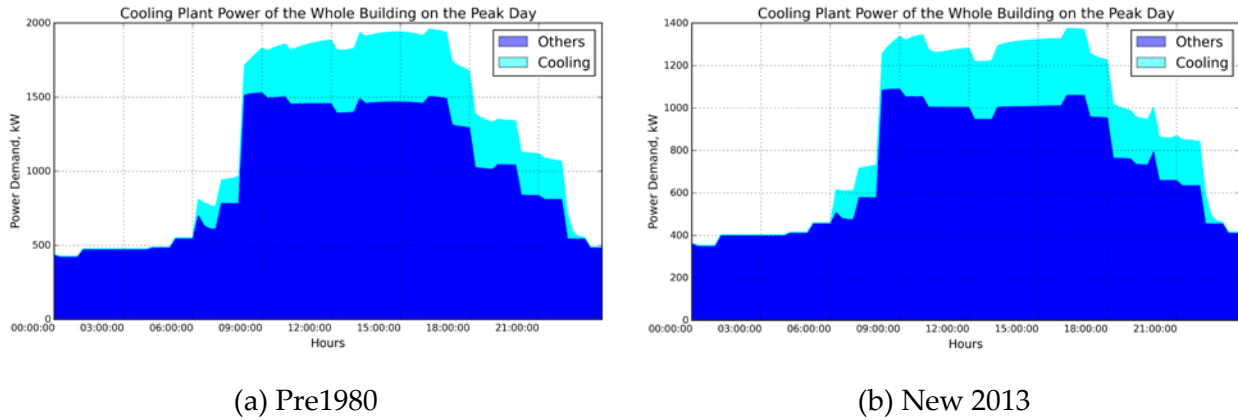 Cooling Plant Power of the Whole Building on the Peak Day
2000
1500
1000
500
0
Power Demand, kW
Others
Cooling
00:00:00 03:00:00 06:00:00 09:00:00 12:00:00 15:00:00 18:00:00 21:00:00
Hours
(a) Pre1980
Cooling Plant Power of the Whole Building on the Peak Day
1400
1200
1000
800
600
400
200
0
Power Demand, kW
Others
Cooling
00:00:00 03:00:00 06:00:00 09:00:00 12:00:00 15:00:00 18:00:00 21:00:00
Hours
(b) New 2013